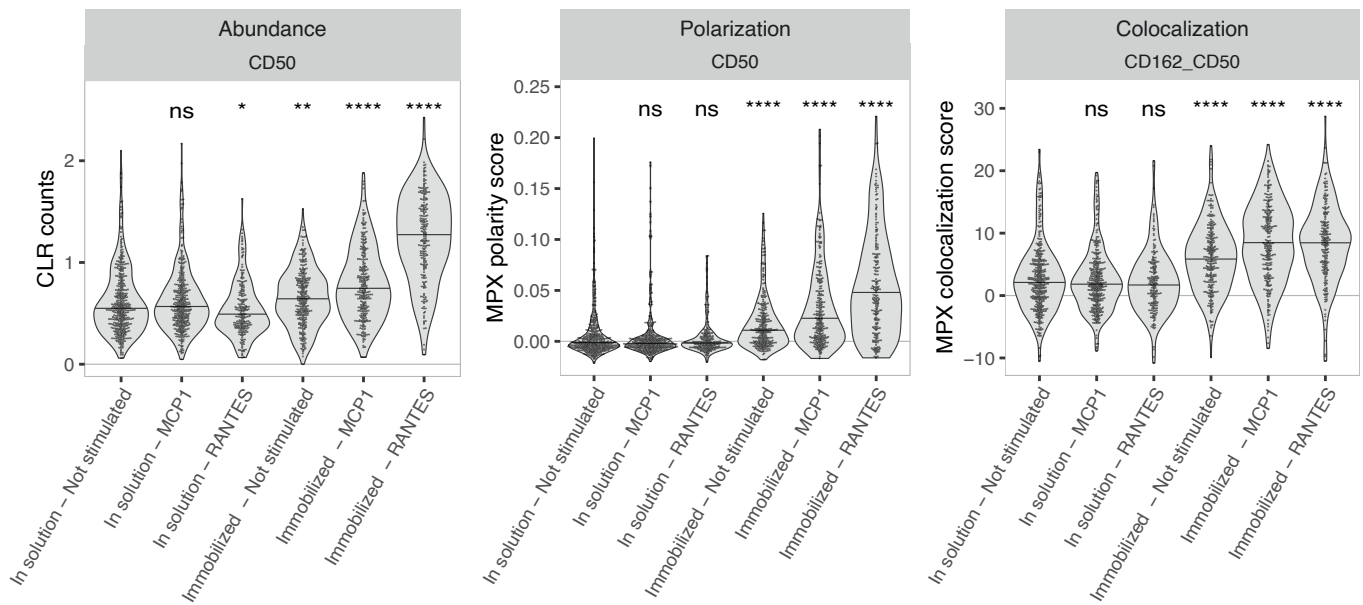 Abundance
CD50
CLR counts
2
1
0
ns
*
**
****
****
In solution – Not stimulated
In solution – MCP1
In solution – RANTES
Immobilized – Not stimulated
Immobilized – MCP1
Immobilized – RANTES
Polarization
CD50
MPX polarity score
0.25
0.20
0.15
0.10
0.05
0.00
ns
ns
****
****
****
In solution – Not stimulated
In solution – MCP1
In solution – RANTES
Immobilized – Not stimulated
Immobilized – MCP1
Immobilized – RANTES
Colocalization
CD162_CD50
MPX colocalization score
30
20
10
0
−10
ns
ns
****
****
****
In solution – Not stimulated
In solution – MCP1
In solution – RANTES
Immobilized – Not stimulated
Immobilized – MCP1
Immobilized – RANTES